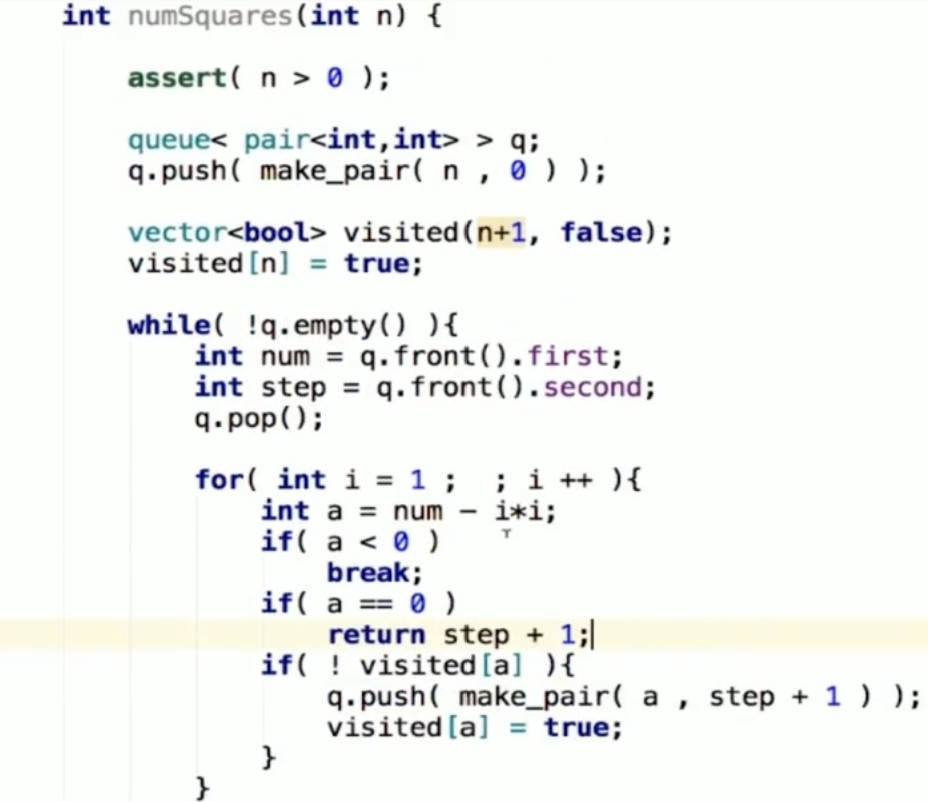 int numSquares(int n) {
assert( n > 0 );
queue< pair<int,int> > q;
q.push( make_pair( n , 0 ) );
vector<bool> visited(n+1, false);
visited[n] = true;
while( !q.empty() ){
int num = q.front().first;
int step = q.front().second;
q.pop();
for( int i = 1 ;  ; i ++ ){
int a = num - i*i;
if( a < 0 )
break;
if( a == 0 )
return step + 1;
if( ! visited[a] ){
q.push( make_pair( a , step + 1 ) );
visited[a] = true;
}
}